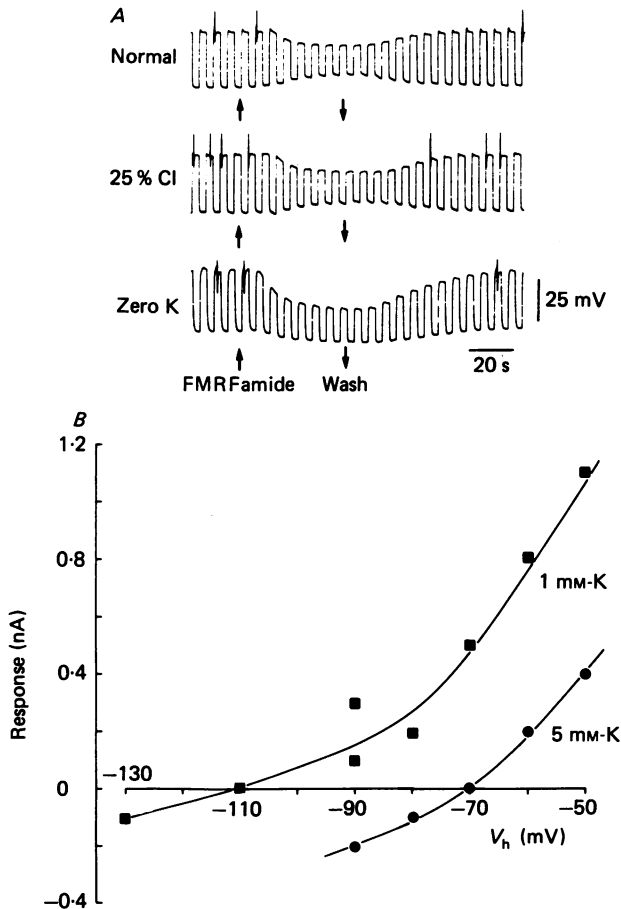 A
Normal
25 % Cl
Zero K
25 mV
20 s
FMRFamide Wash
B
1·2
0·8
0·4
0
−0·4
Response (nA)
1 mM-K
5 mM-K
−130
−110
−90
−70
−50
Vh (mV)